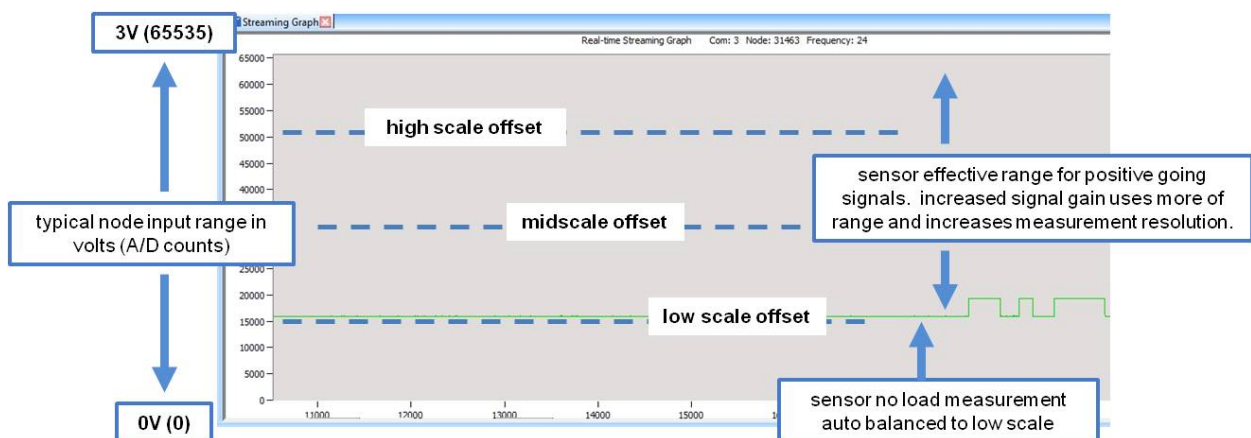 3V (65535)
Streaming Graph
Real-time Streaming Graph Com: 3 Node: 31463 Frequency: 24
65000
60000
55000
50000
45000
40000
25000
20000
15000
10000
5000
0
high scale offset
midscale offset
low scale offset
typical node input range in
volts (A/D counts)
sensor effective range for positive going
signals. increased signal gain uses more of
range and increases measurement resolution.
sensor no load measurement
auto balanced to low scale
11000
12000
13000
14000
15000
0V (0)